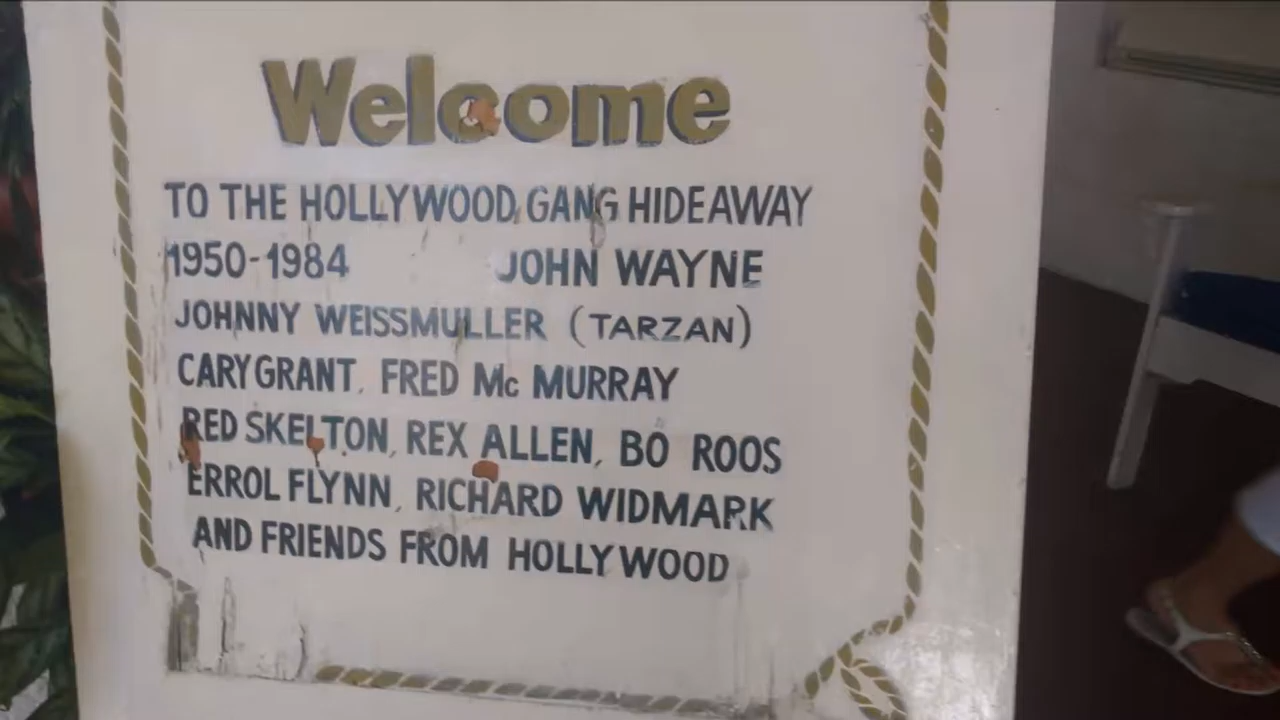 Welcome
TO THE HOLLYWOOD, GANG HIDEAWAY
1950-1984 JOHN WAYNE
JOHNNY WEISSMULLER (TARZAN)
CARY GRANT, FRED Mc MURRAY
RED SKELTON, REX ALLEN, BO ROOS
ERROL FLYNN, RICHARD WIDMARK
AND FRIENDS FROM HOLLYWOOD